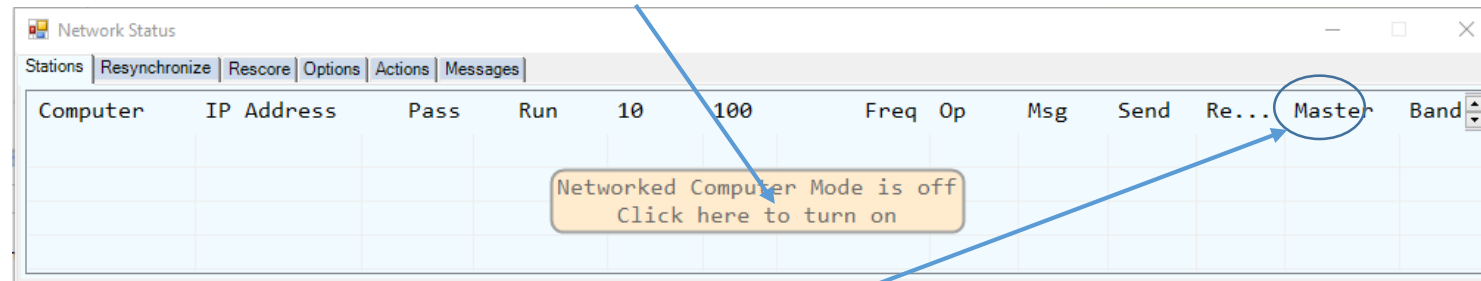 Network Status
Stations Resynchronize Rescore Options Actions Messages
Computer IP Address Pass Run 10 100 Freq Op Msg Send Re... Master Band
Networked Computer Mode is off
Click here to turn on